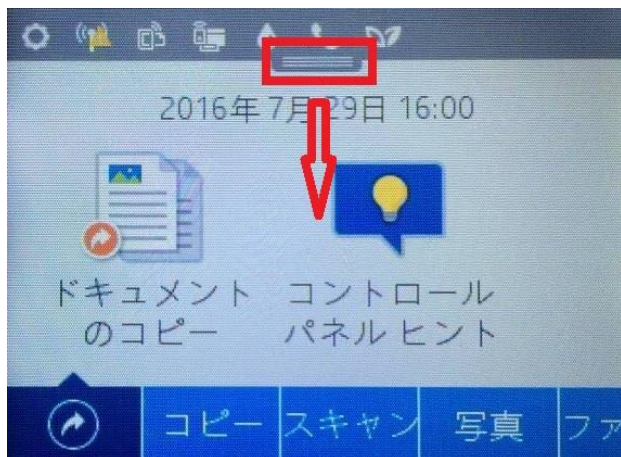 2016年7月29日 16:00
ドキュメント
のコピー
コントロール
パネル ヒント
コピー
スキャン
写真
ファ